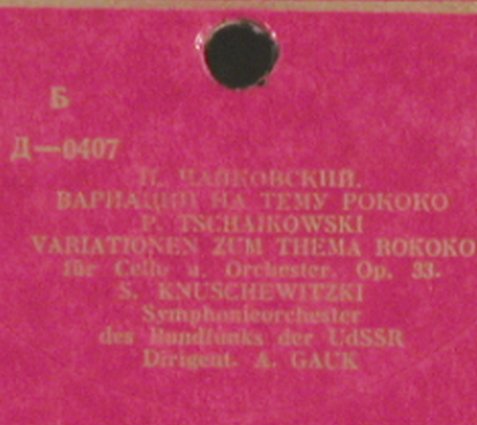 Б
Д—0407
П. ЧАЙКОВСКИЙ.
ВАРИАЦИИ НА ТЕМУ РОКОКО
P. TSCHAIKOWSKI
VARIATIONEN ZUM THEMA ROKOKO
für Cello u. Orchester. Op. 33.
S. KNUSCHEWITZKI
Symphonieorchester
des Rundfunks der UdSSR
Dirigent. A. GAUK